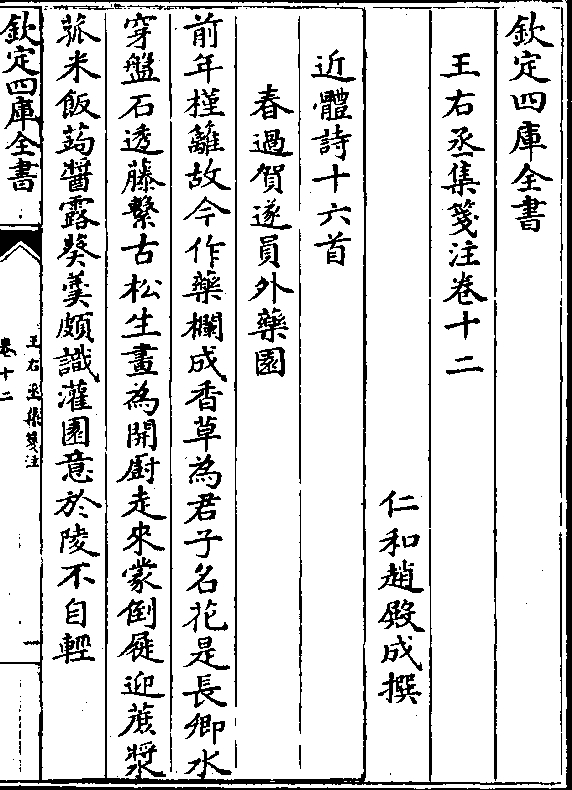 欽定四庫全書
王右丞集箋注卷十二
仁和趙殿成撰
近體詩十六首
春過賀遂員外藥園
前年槿籬故今作藥欄成香草為君子名花是長卿水
穿盤石透藤繫古松生畫為開廚走來蒙倒屣迎蔗漿
菰米飯蒟醬露葵羮頗識灌園意於陵不自輕
欽定四庫全書
王右丞集箋注
卷十二
一